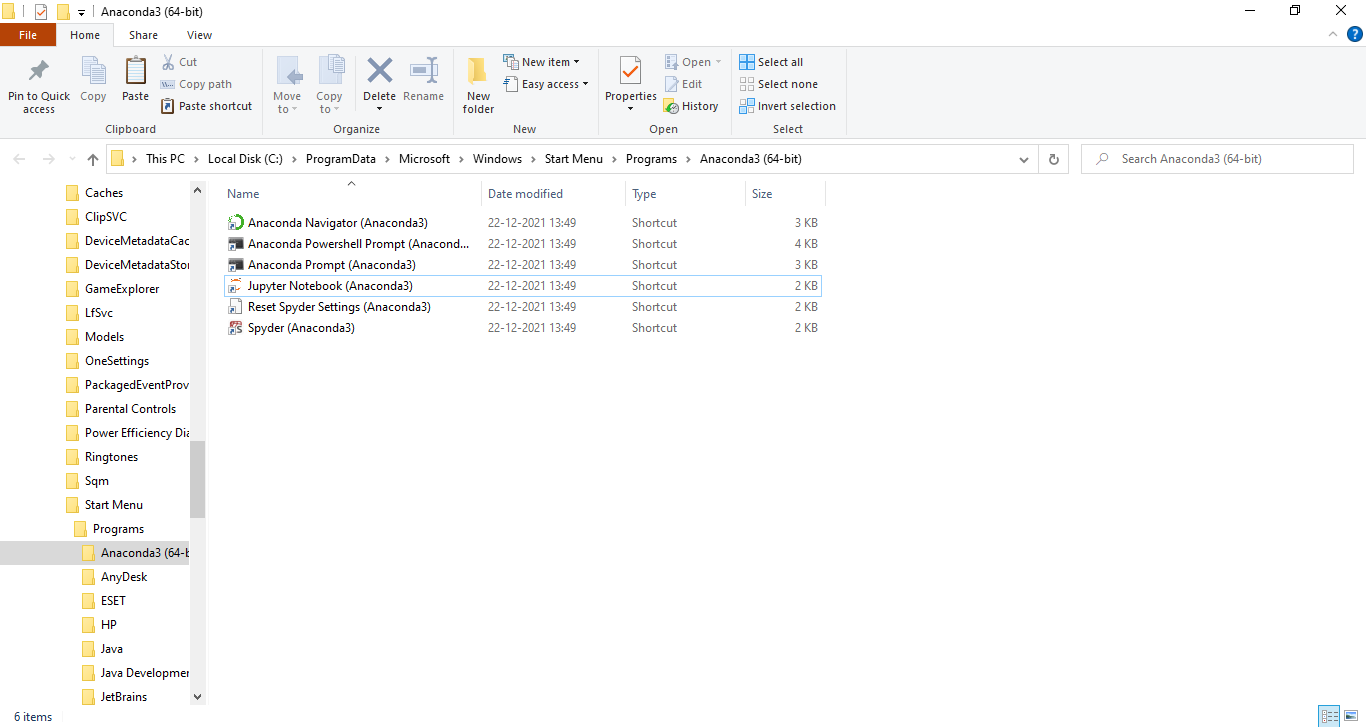 Anaconda3 (64-bit)
File Home Share View
Pin to Quick access
Copy
Paste
Cut
Copy path
Paste shortcut
Clipboard
Move to
Copy to
Delete
Rename
Organize
New folder
New item
Easy access
New
Properties
Open
Edit
History
Open
Select all
Select none
Invert selection
Select
This PC > Local Disk (C:) > ProgramData > Microsoft > Windows > Start Menu > Programs > Anaconda3 (64-bit)
Search Anaconda3 (64-bit)
Caches
ClipSVC
DeviceMetadataCac
DeviceMetadataStor
GameExplorer
LfSvc
Models
OneSettings
PackagedEventProv
Parental Controls
Power Efficiency Dia
Ringtones
Sqm
Start Menu
Programs
Anaconda3 (64-b
AnyDesk
ESET
HP
Java
Java Developmer
JetBrains
Name Date modified Type Size
Anaconda Navigator (Anaconda3) 22-12-2021 13:49 Shortcut 3 KB
Anaconda Powershell Prompt (Anacond... 22-12-2021 13:49 Shortcut 4 KB
Anaconda Prompt (Anaconda3) 22-12-2021 13:49 Shortcut 3 KB
Jupyter Notebook (Anaconda3) 22-12-2021 13:49 Shortcut 2 KB
Reset Spyder Settings (Anaconda3) 22-12-2021 13:49 Shortcut 2 KB
Spyder (Anaconda3) 22-12-2021 13:49 Shortcut 2 KB
6 items